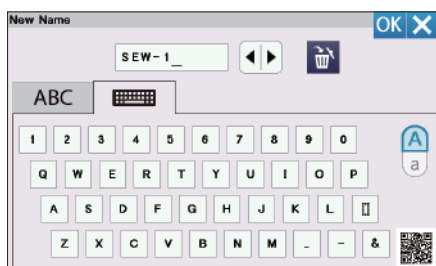 New Name
OK
SEW-1_
ABC
1 2 3 4 5 6 7 8 9 0
Q W E R T Y U I O P
A S D F G H J K L
Z X C V B N M _ - &
A
a